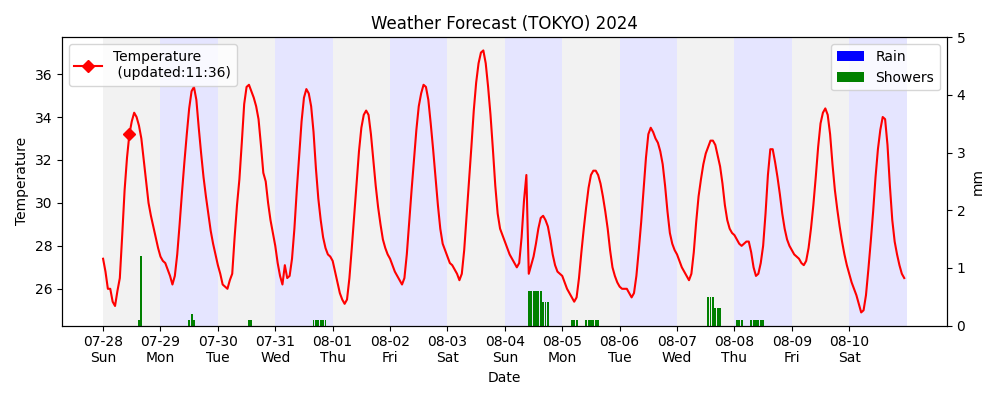 Weather Forecast (TOKYO) 2024
Temperature
(updated:11:36)
Rain
Showers
Temperature
36
34
32
30
28
26
5
4
3
2
1
0
mm
07-28 07-29 07-30 07-31 08-01 08-02 08-03 08-04 08-05 08-06 08-07 08-08 08-09 08-10
Sun Mon Tue Wed Thu Fri Sat Sun Mon Tue Wed Thu Fri Sat
Date